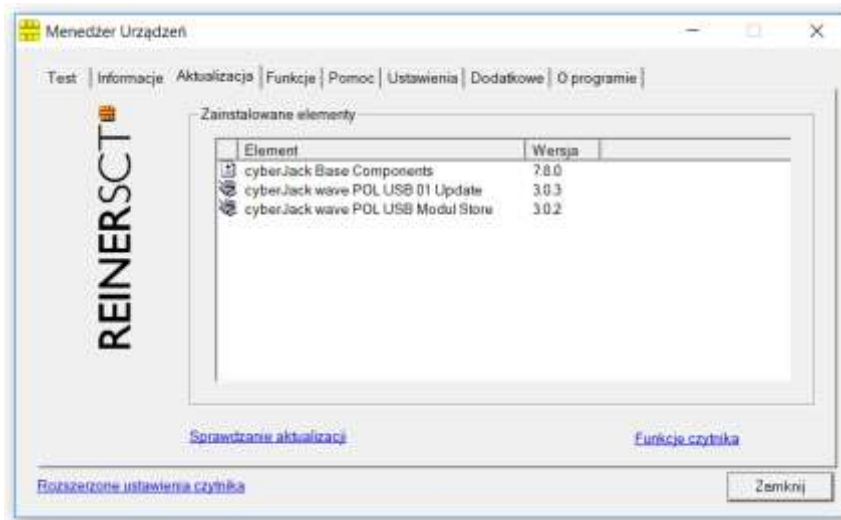 Menedżer Urządzeń
Test Informacje Aktualizacja Funkcje Pomoc Ustawienia Dodatkowe O programie
REINERSCT
Zainstalowane elementy
Element Wersja
cyberJack Base Components 7.8.0
cyberJack wave POL USB 01 Update 3.0.3
cyberJack wave POL USB Modul Store 3.0.2
Sprawdzanie aktualizacji Funkcje czytnika
Rozszerzone ustawienia czytnika Zamknij